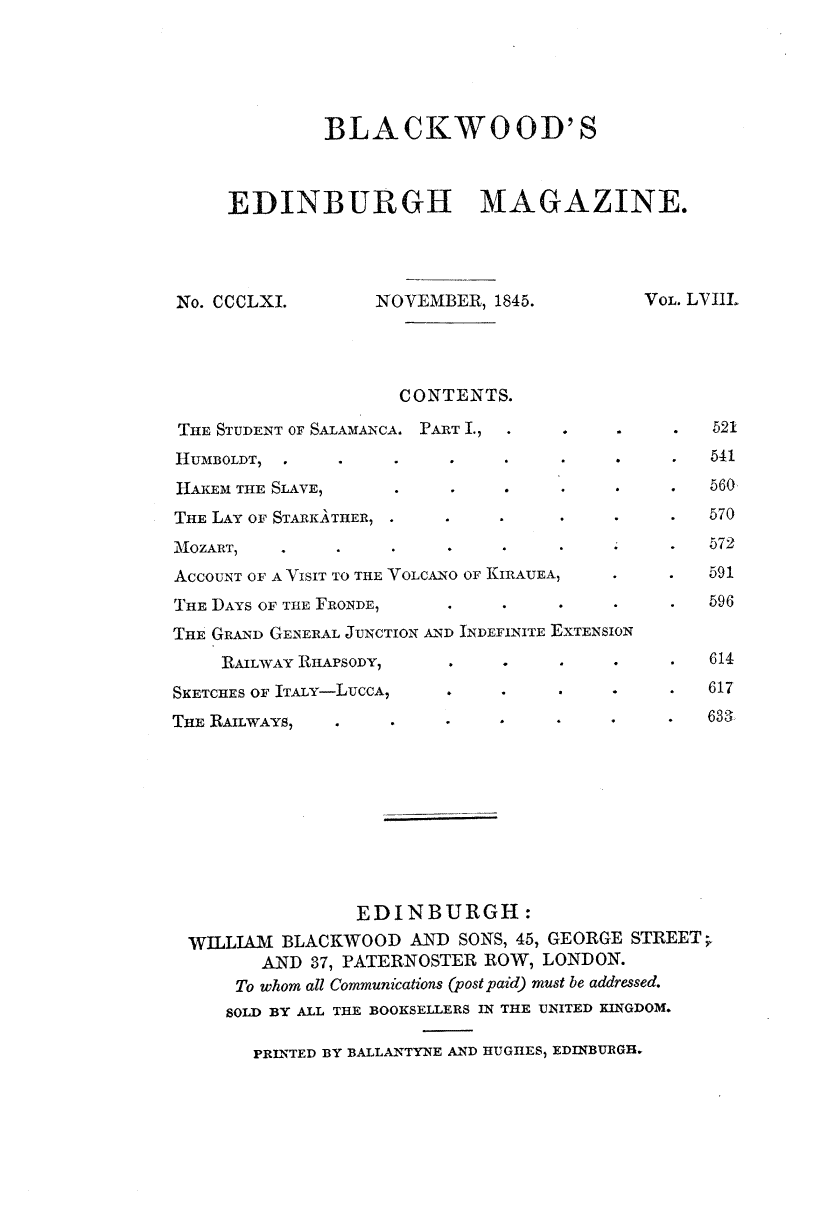 BLACKWOOD'S
EDINBURGH MAGAZINE.
No. CCCLXI. NOVEMBER, 1845. VOL. LVIII.
CONTENTS.
THE STUDENT OF SALAMANCA. PART I., . . . . 521
HUMBOLDT, . . . . . . . . 541
HAKEM THE SLAVE, . . . . . . 560
THE LAY OF STARKÀTHER, . . . . . . 570
MOZART, . . . . . . . . 572
ACCOUNT OF A VISIT TO THE VOLCANO OF KIRAUEA, . . 591
THE DAYS OF THE FRONDE, . . . . . 596
THE GRAND GENERAL JUNCTION AND INDEFINITE EXTENSION
RAILWAY RHAPSODY, . . . . . 614
SKETCHES OF ITALY—LUCCA, . . . . . 617
THE RAILWAYS, . . . . . . . 633
EDINBURGH:
WILLIAM BLACKWOOD AND SONS, 45, GEORGE STREET;
AND 37, PATERNOSTER ROW, LONDON.
To whom all Communications (post paid) must be addressed.
SOLD BY ALL THE BOOKSELLERS IN THE UNITED KINGDOM.
PRINTED BY BALLANTYNE AND HUGHES, EDINBURGH.